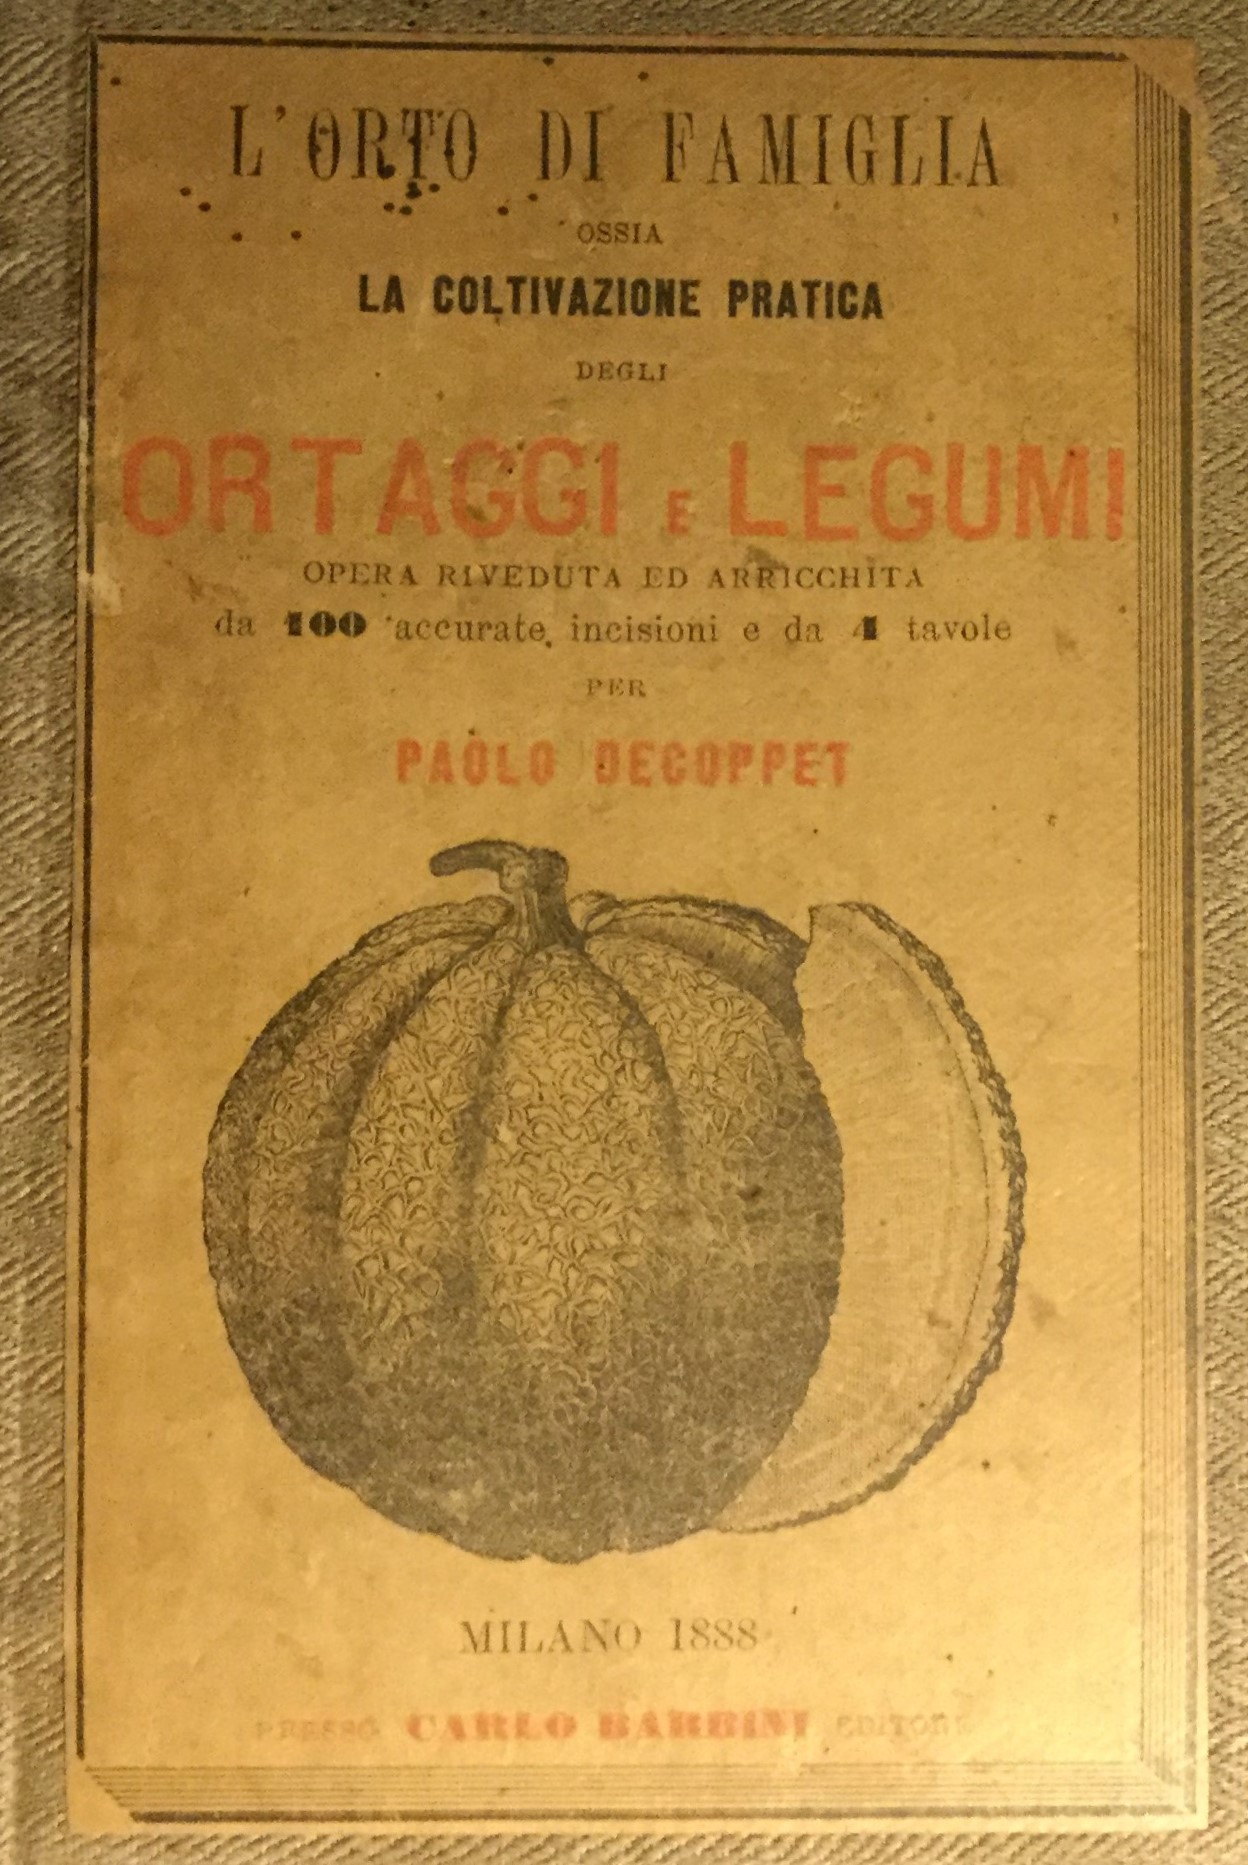 L'ORTO DI FAMIGLIA
OSSIA
LA COLTIVAZIONE PRATICA
DEGLI
ORTAGGI E LEGUMI
OPERA RIVEDUTA ED ARRICCHITA
da 100 accurate incisioni e da 4 tavole
PER
PAOLO DECOPPET
MILANO 1888
PRESSO CARLO BARBINI EDITORE